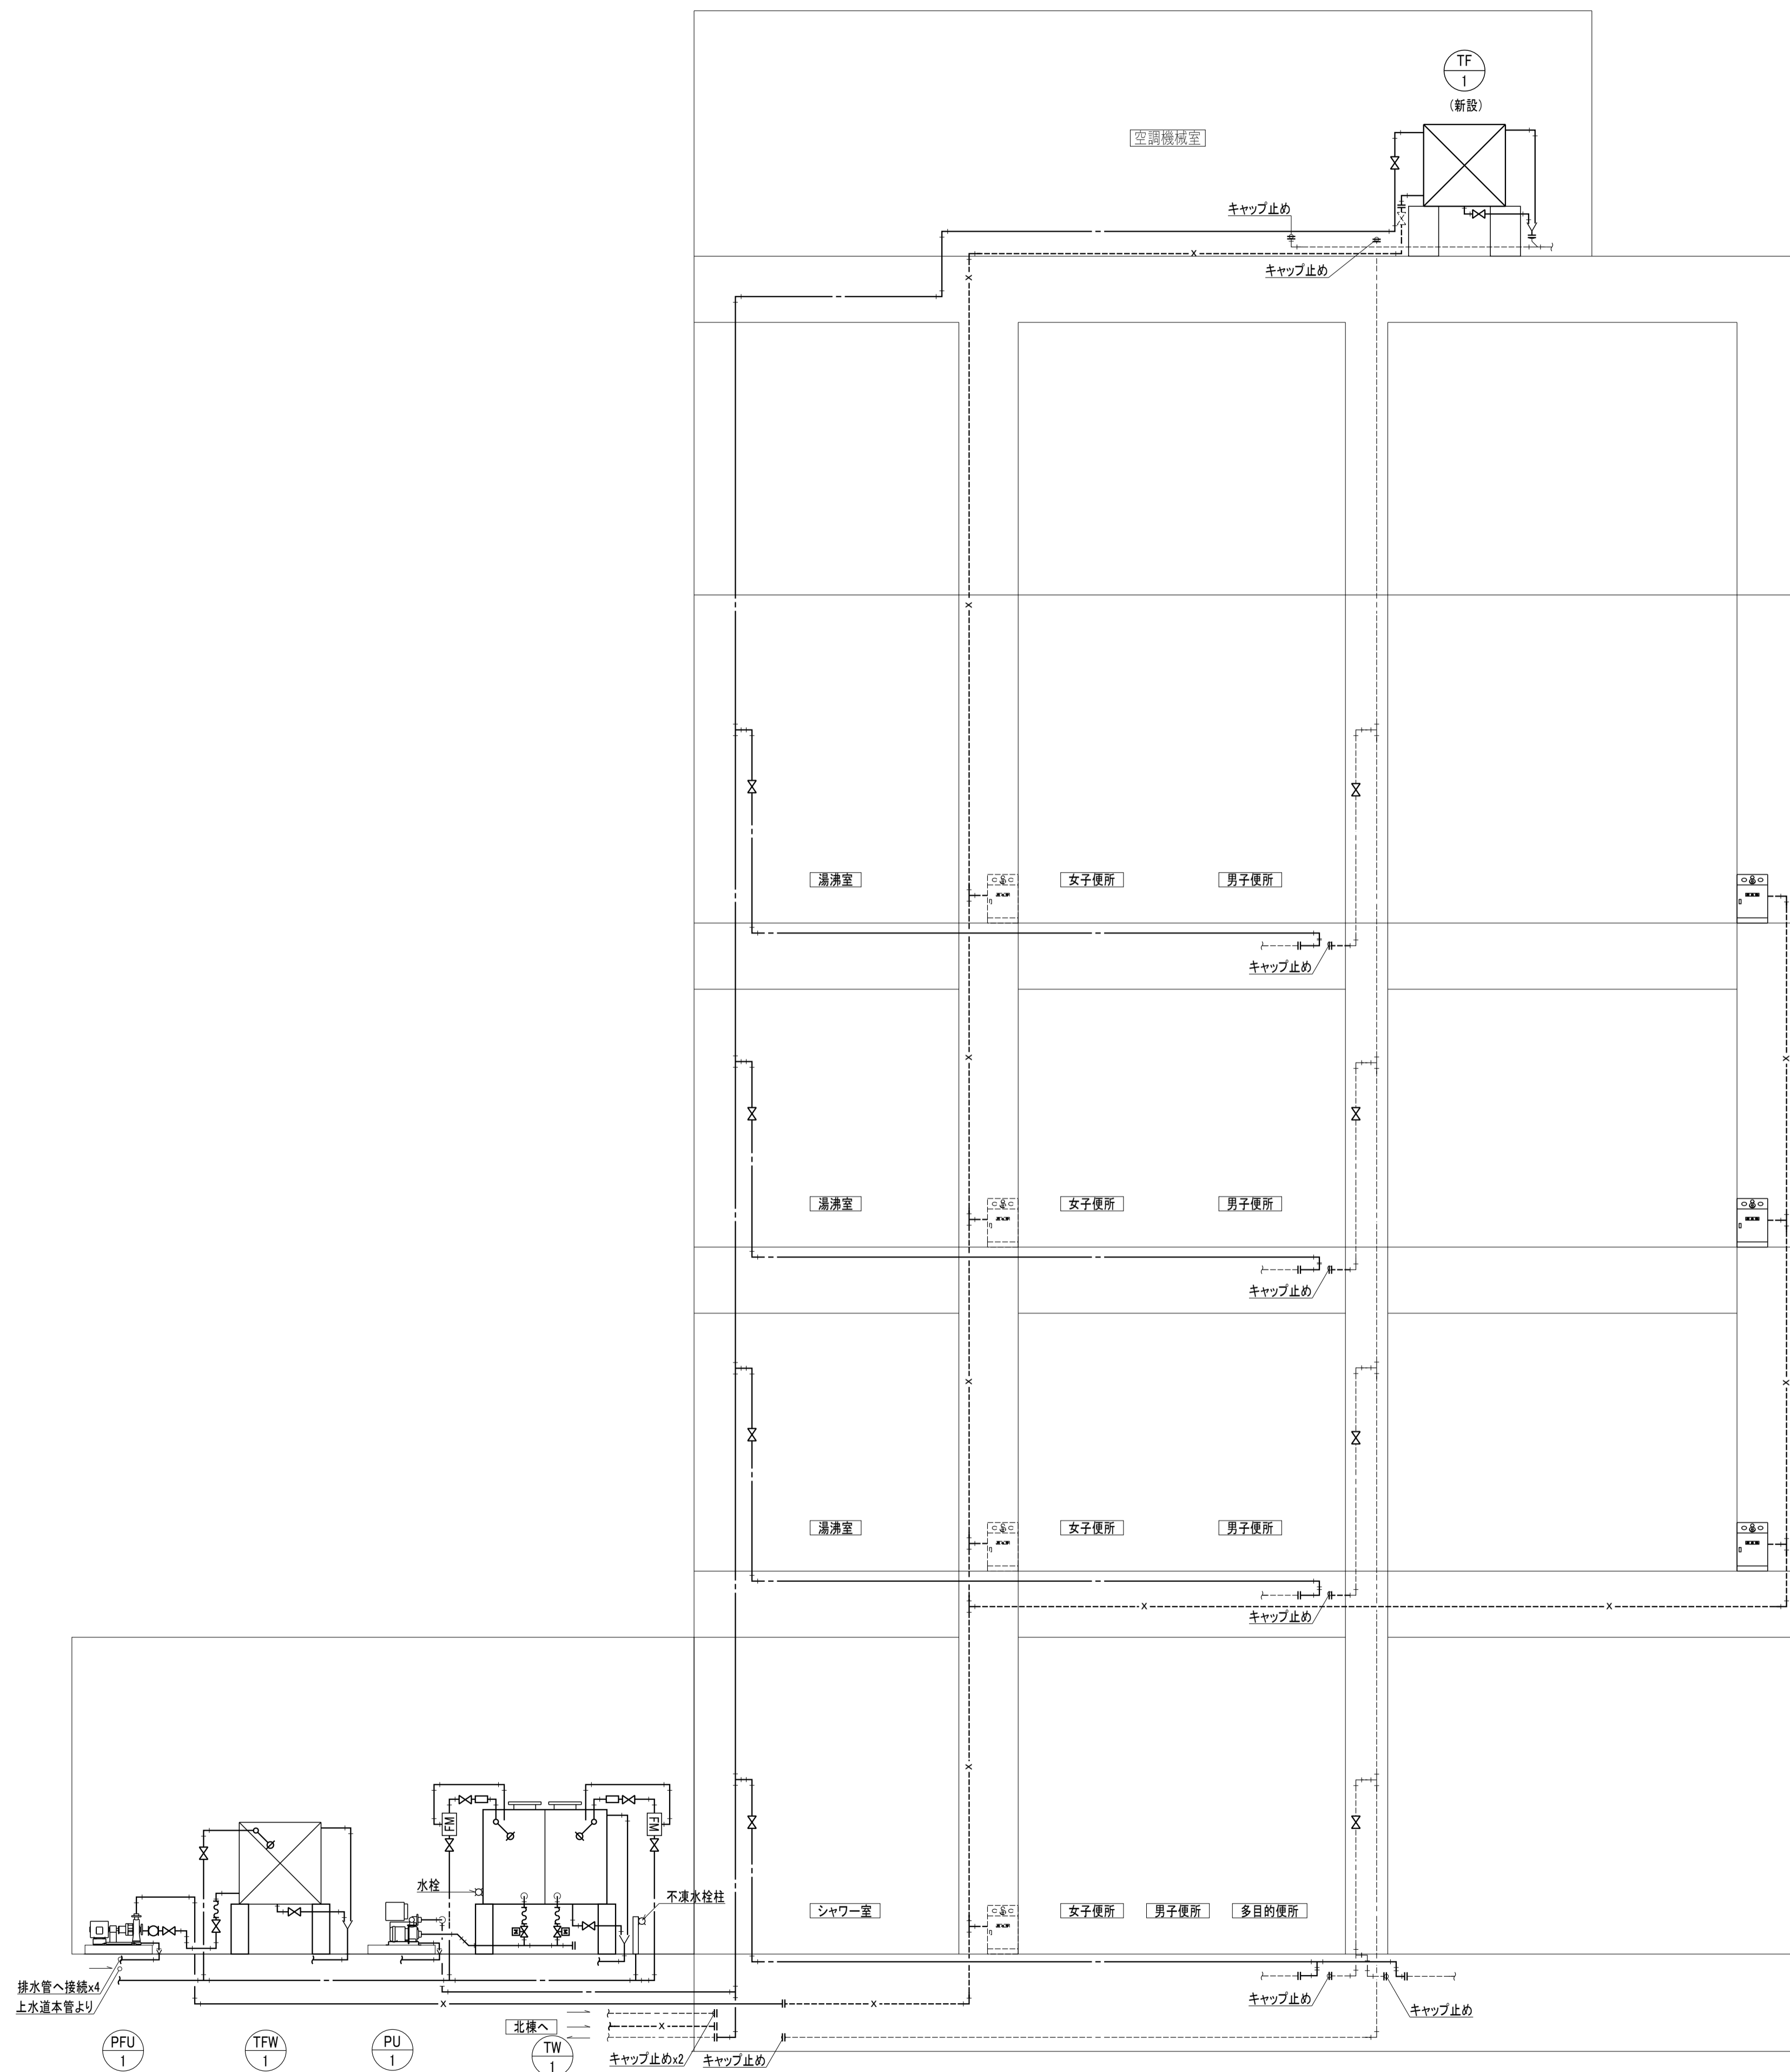 TF
1
(新設)
空調機械室
キャップ止め
キャップ止め
湯沸室
女子便所
男子便所
キャップ止め
湯沸室
女子便所
男子便所
キャップ止め
湯沸室
女子便所
男子便所
キャップ止め
FM
FM
水栓
不凍水栓柱
シャワー室
女子便所
男子便所
多目的便所
排水管へ接続x4
上水道本管より
キャップ止め
キャップ止め
北棟へ
キャップ止めx2
キャップ止め
PFU
1
TFW
1
PU
1
TW
1